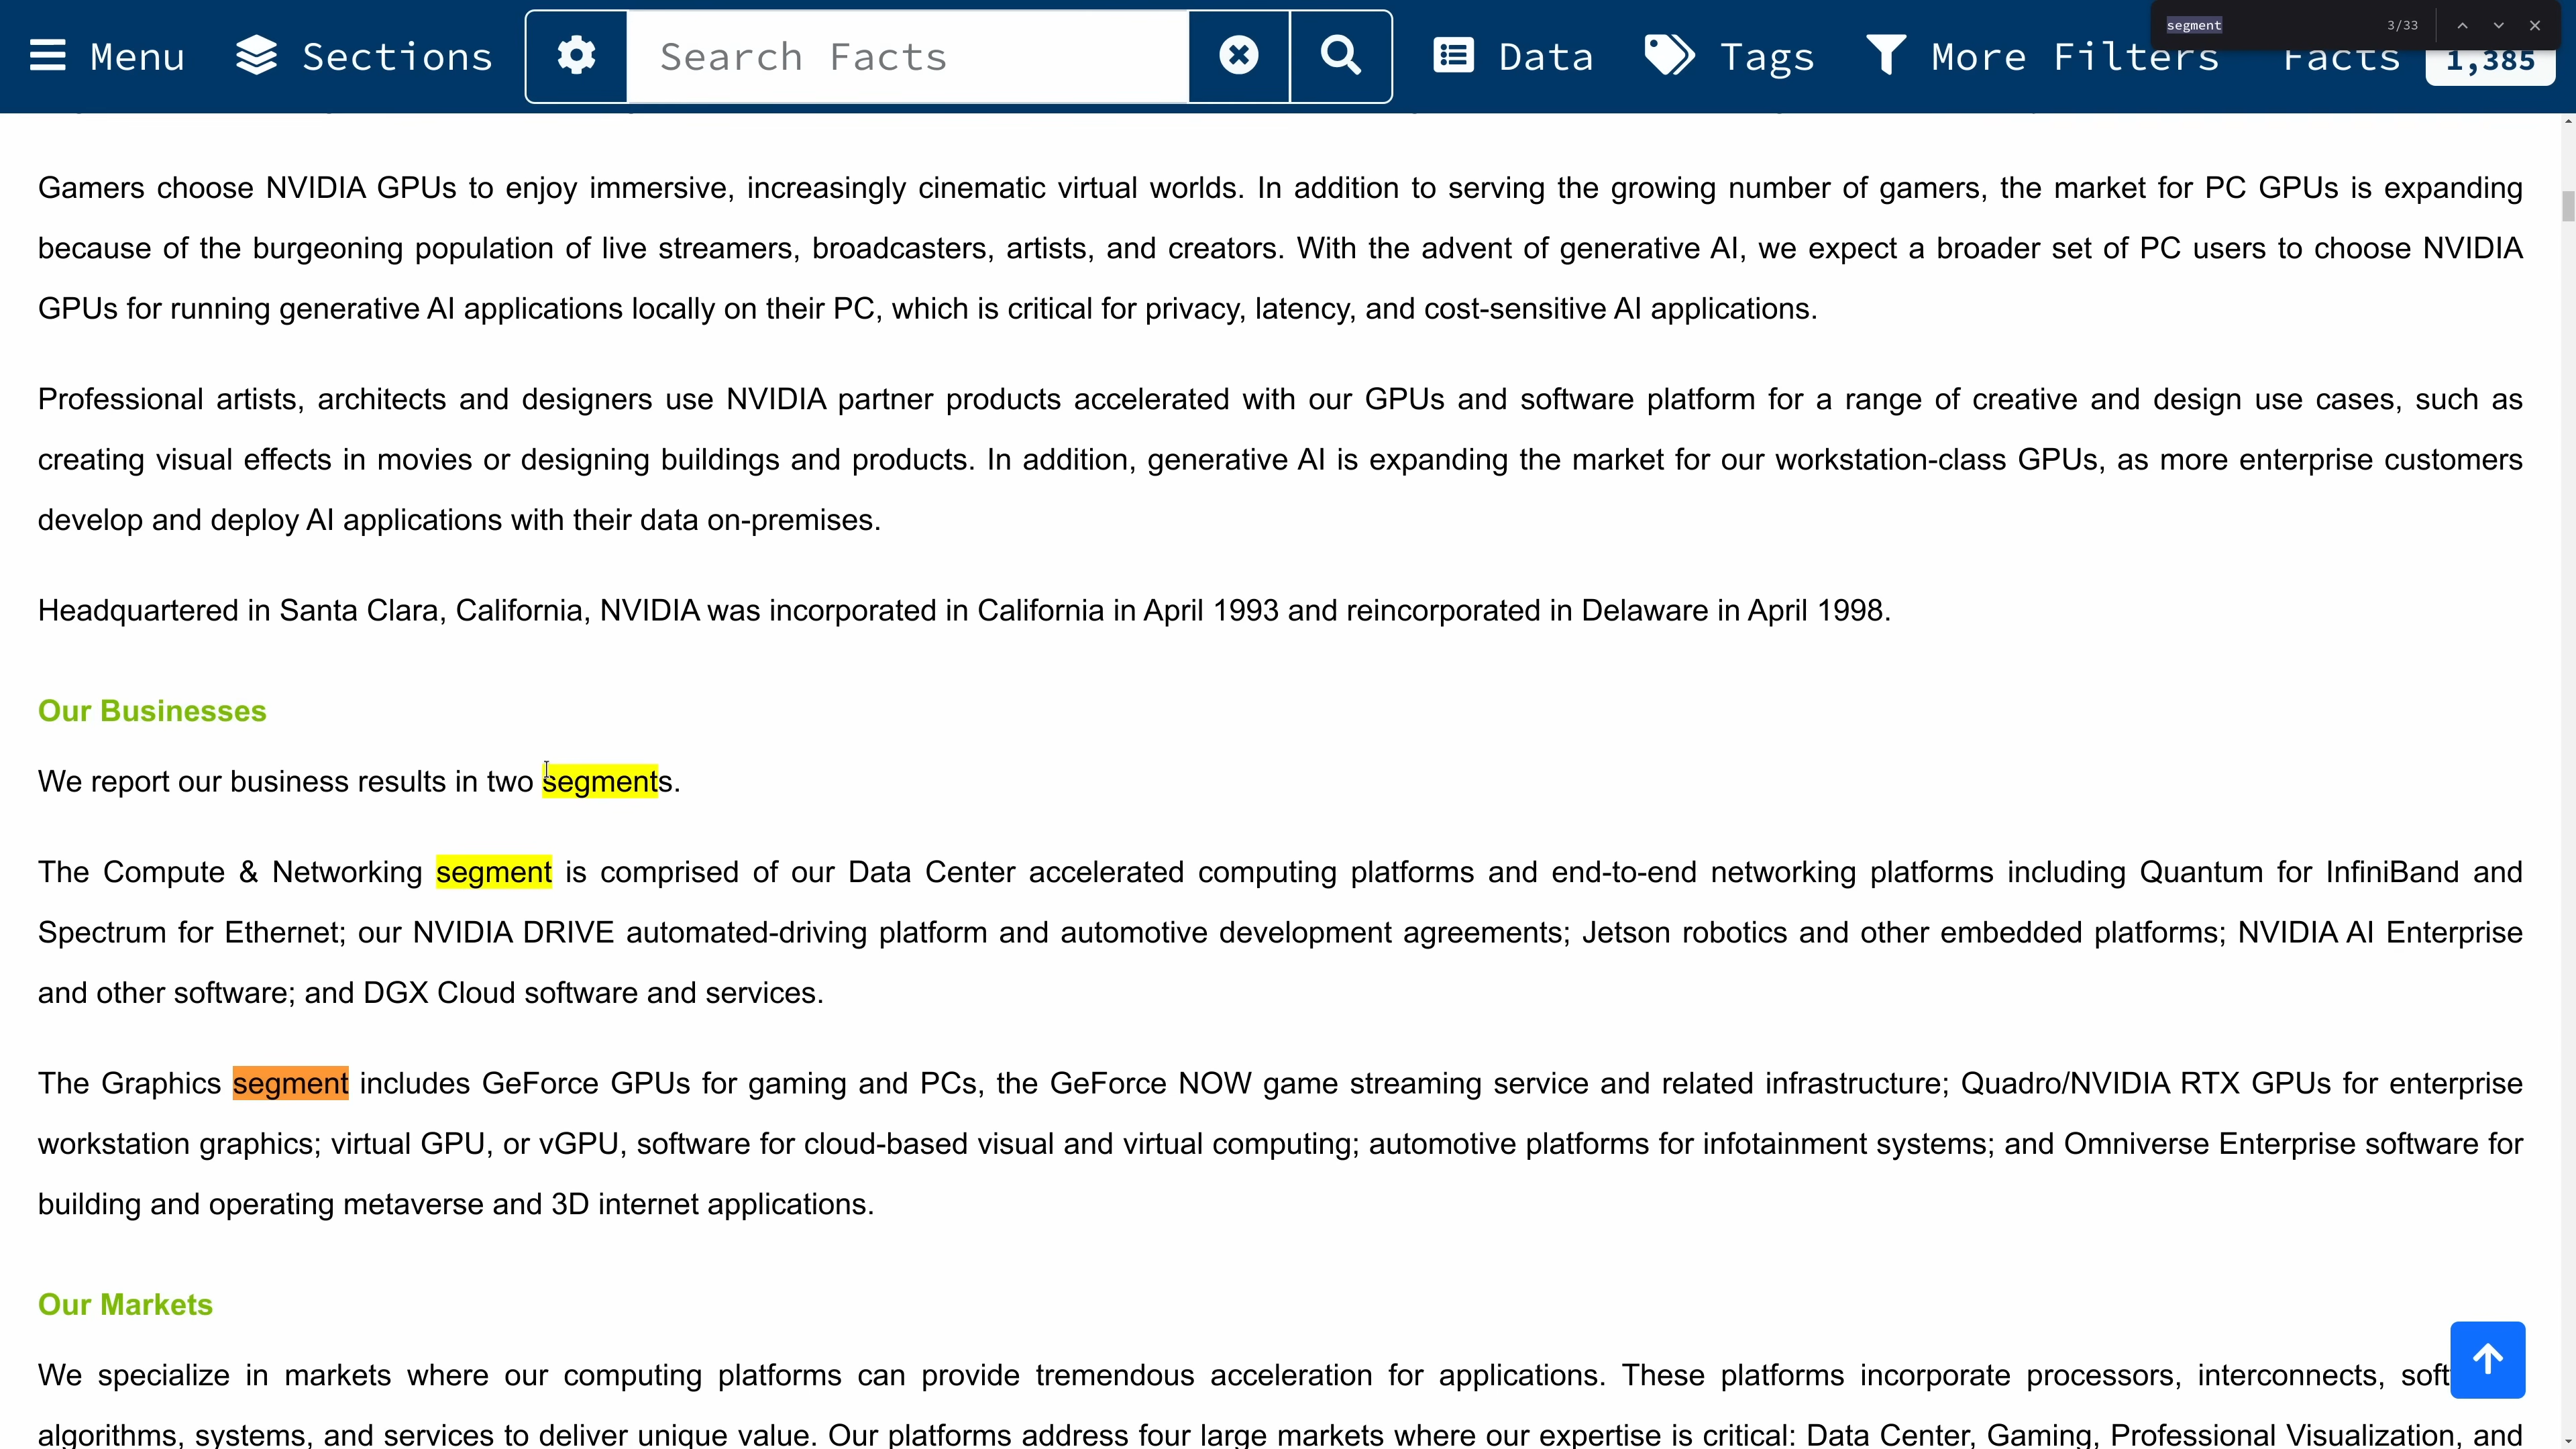 segment 3/33
Menu Sections Search Facts Data Tags More Filters Facts 1,385
Gamers choose NVIDIA GPUs to enjoy immersive, increasingly cinematic virtual worlds. In addition to serving the growing number of gamers, the market for PC GPUs is expanding
because of the burgeoning population of live streamers, broadcasters, artists, and creators. With the advent of generative AI, we expect a broader set of PC users to choose NVIDIA
GPUs for running generative AI applications locally on their PC, which is critical for privacy, latency, and cost-sensitive AI applications.
Professional artists, architects and designers use NVIDIA partner products accelerated with our GPUs and software platform for a range of creative and design use cases, such as
creating visual effects in movies or designing buildings and products. In addition, generative AI is expanding the market for our workstation-class GPUs, as more enterprise customers
develop and deploy AI applications with their data on-premises.
Headquartered in Santa Clara, California, NVIDIA was incorporated in California in April 1993 and reincorporated in Delaware in April 1998.
Our Businesses
We report our business results in two segments.
The Compute & Networking segment is comprised of our Data Center accelerated computing platforms and end-to-end networking platforms including Quantum for InfiniBand and
Spectrum for Ethernet; our NVIDIA DRIVE automated-driving platform and automotive development agreements; Jetson robotics and other embedded platforms; NVIDIA AI Enterprise
and other software; and DGX Cloud software and services.
The Graphics segment includes GeForce GPUs for gaming and PCs, the GeForce NOW game streaming service and related infrastructure; Quadro/NVIDIA RTX GPUs for enterprise
workstation graphics; virtual GPU, or vGPU, software for cloud-based visual and virtual computing; automotive platforms for infotainment systems; and Omniverse Enterprise software for
building and operating metaverse and 3D internet applications.
Our Markets
We specialize in markets where our computing platforms can provide tremendous acceleration for applications. These platforms incorporate processors, interconnects, soft
algorithms, systems, and services to deliver unique value. Our platforms address four large markets where our expertise is critical: Data Center, Gaming, Professional Visualization, and